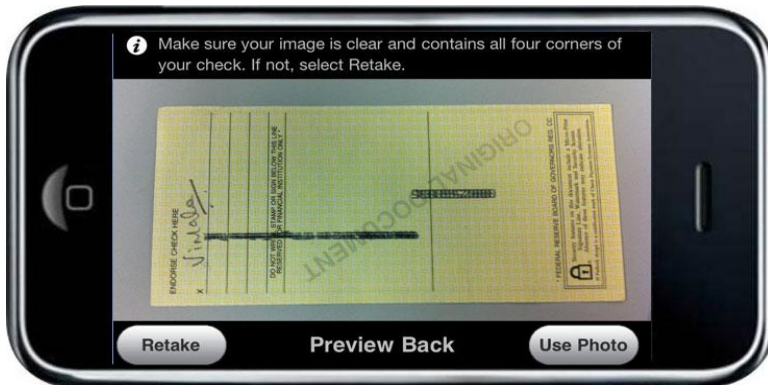 Make sure your image is clear and contains all four corners of
your check. If not, select Retake.
ENDORSE CHECK HERE
X Vimala
DO NOT WRITE, STAMP OR SIGN BELOW THIS LINE
RESERVED FOR FINANCIAL INSTITUTION ONLY *
ORIGINAL DOCUMENT
* FEDERAL RESERVE BOARD OF GOVERNORS REG. CC
Retake
Preview Back
Use Photo